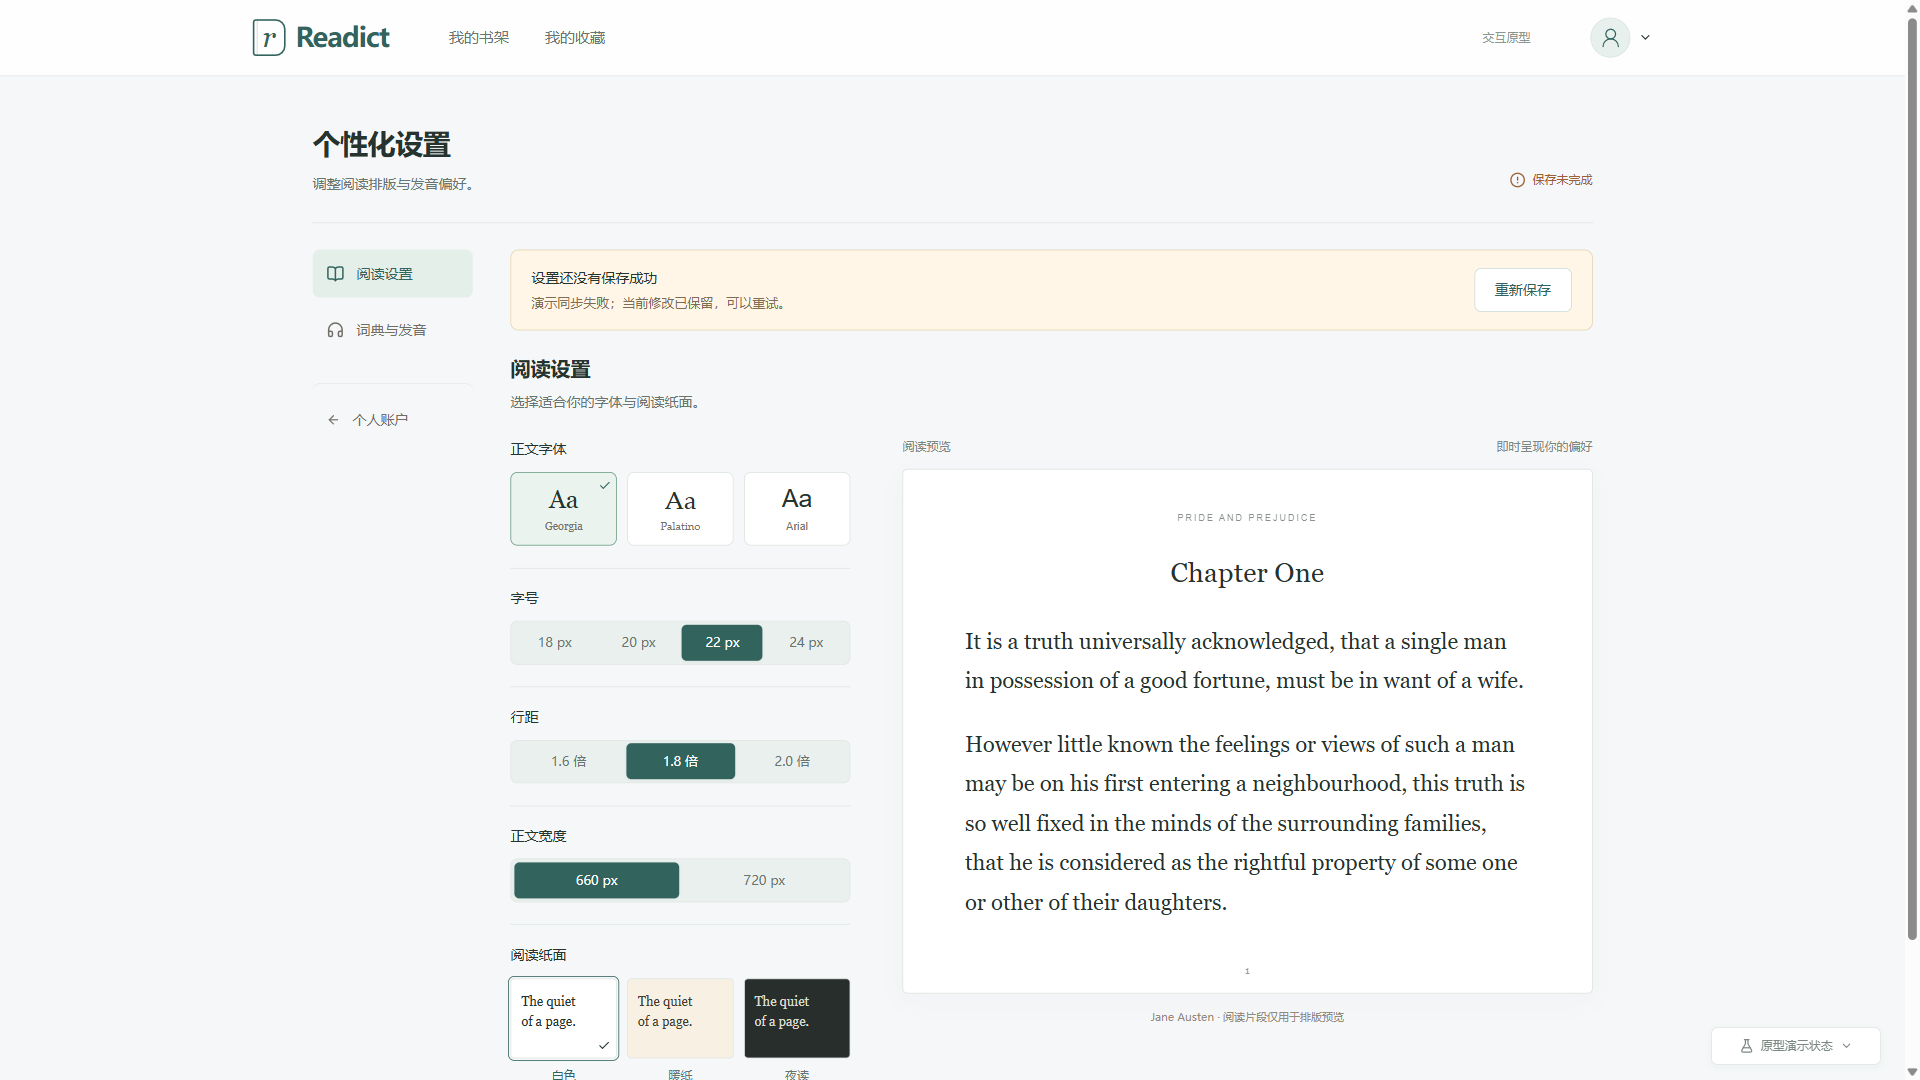 r Readict
我的书架
我的收藏
交互原型
个性化设置
调整阅读排版与发音偏好。
保存未完成
阅读设置
词典与发音
个人账户
设置还没有保存成功
演示同步失败；当前修改已保留，可以重试。
重新保存
阅读设置
选择适合你的字体与阅读纸面。
正文字体
Aa
Georgia
Aa
Palatino
Aa
Arial
字号
18 px
20 px
22 px
24 px
行距
1.6 倍
1.8 倍
2.0 倍
正文宽度
660 px
720 px
阅读纸面
The quiet
of a page.
白色
The quiet
of a page.
暖纸
The quiet
of a page.
夜读
阅读预览
即时呈现你的偏好
PRIDE AND PREJUDICE
Chapter One
It is a truth universally acknowledged, that a single man
in possession of a good fortune, must be in want of a wife.
However little known the feelings or views of such a man
may be on his first entering a neighbourhood, this truth is
so well fixed in the minds of the surrounding families,
that he is considered as the rightful property of some one
or other of their daughters.
1
Jane Austen · 阅读片段仅用于排版预览
原型演示状态